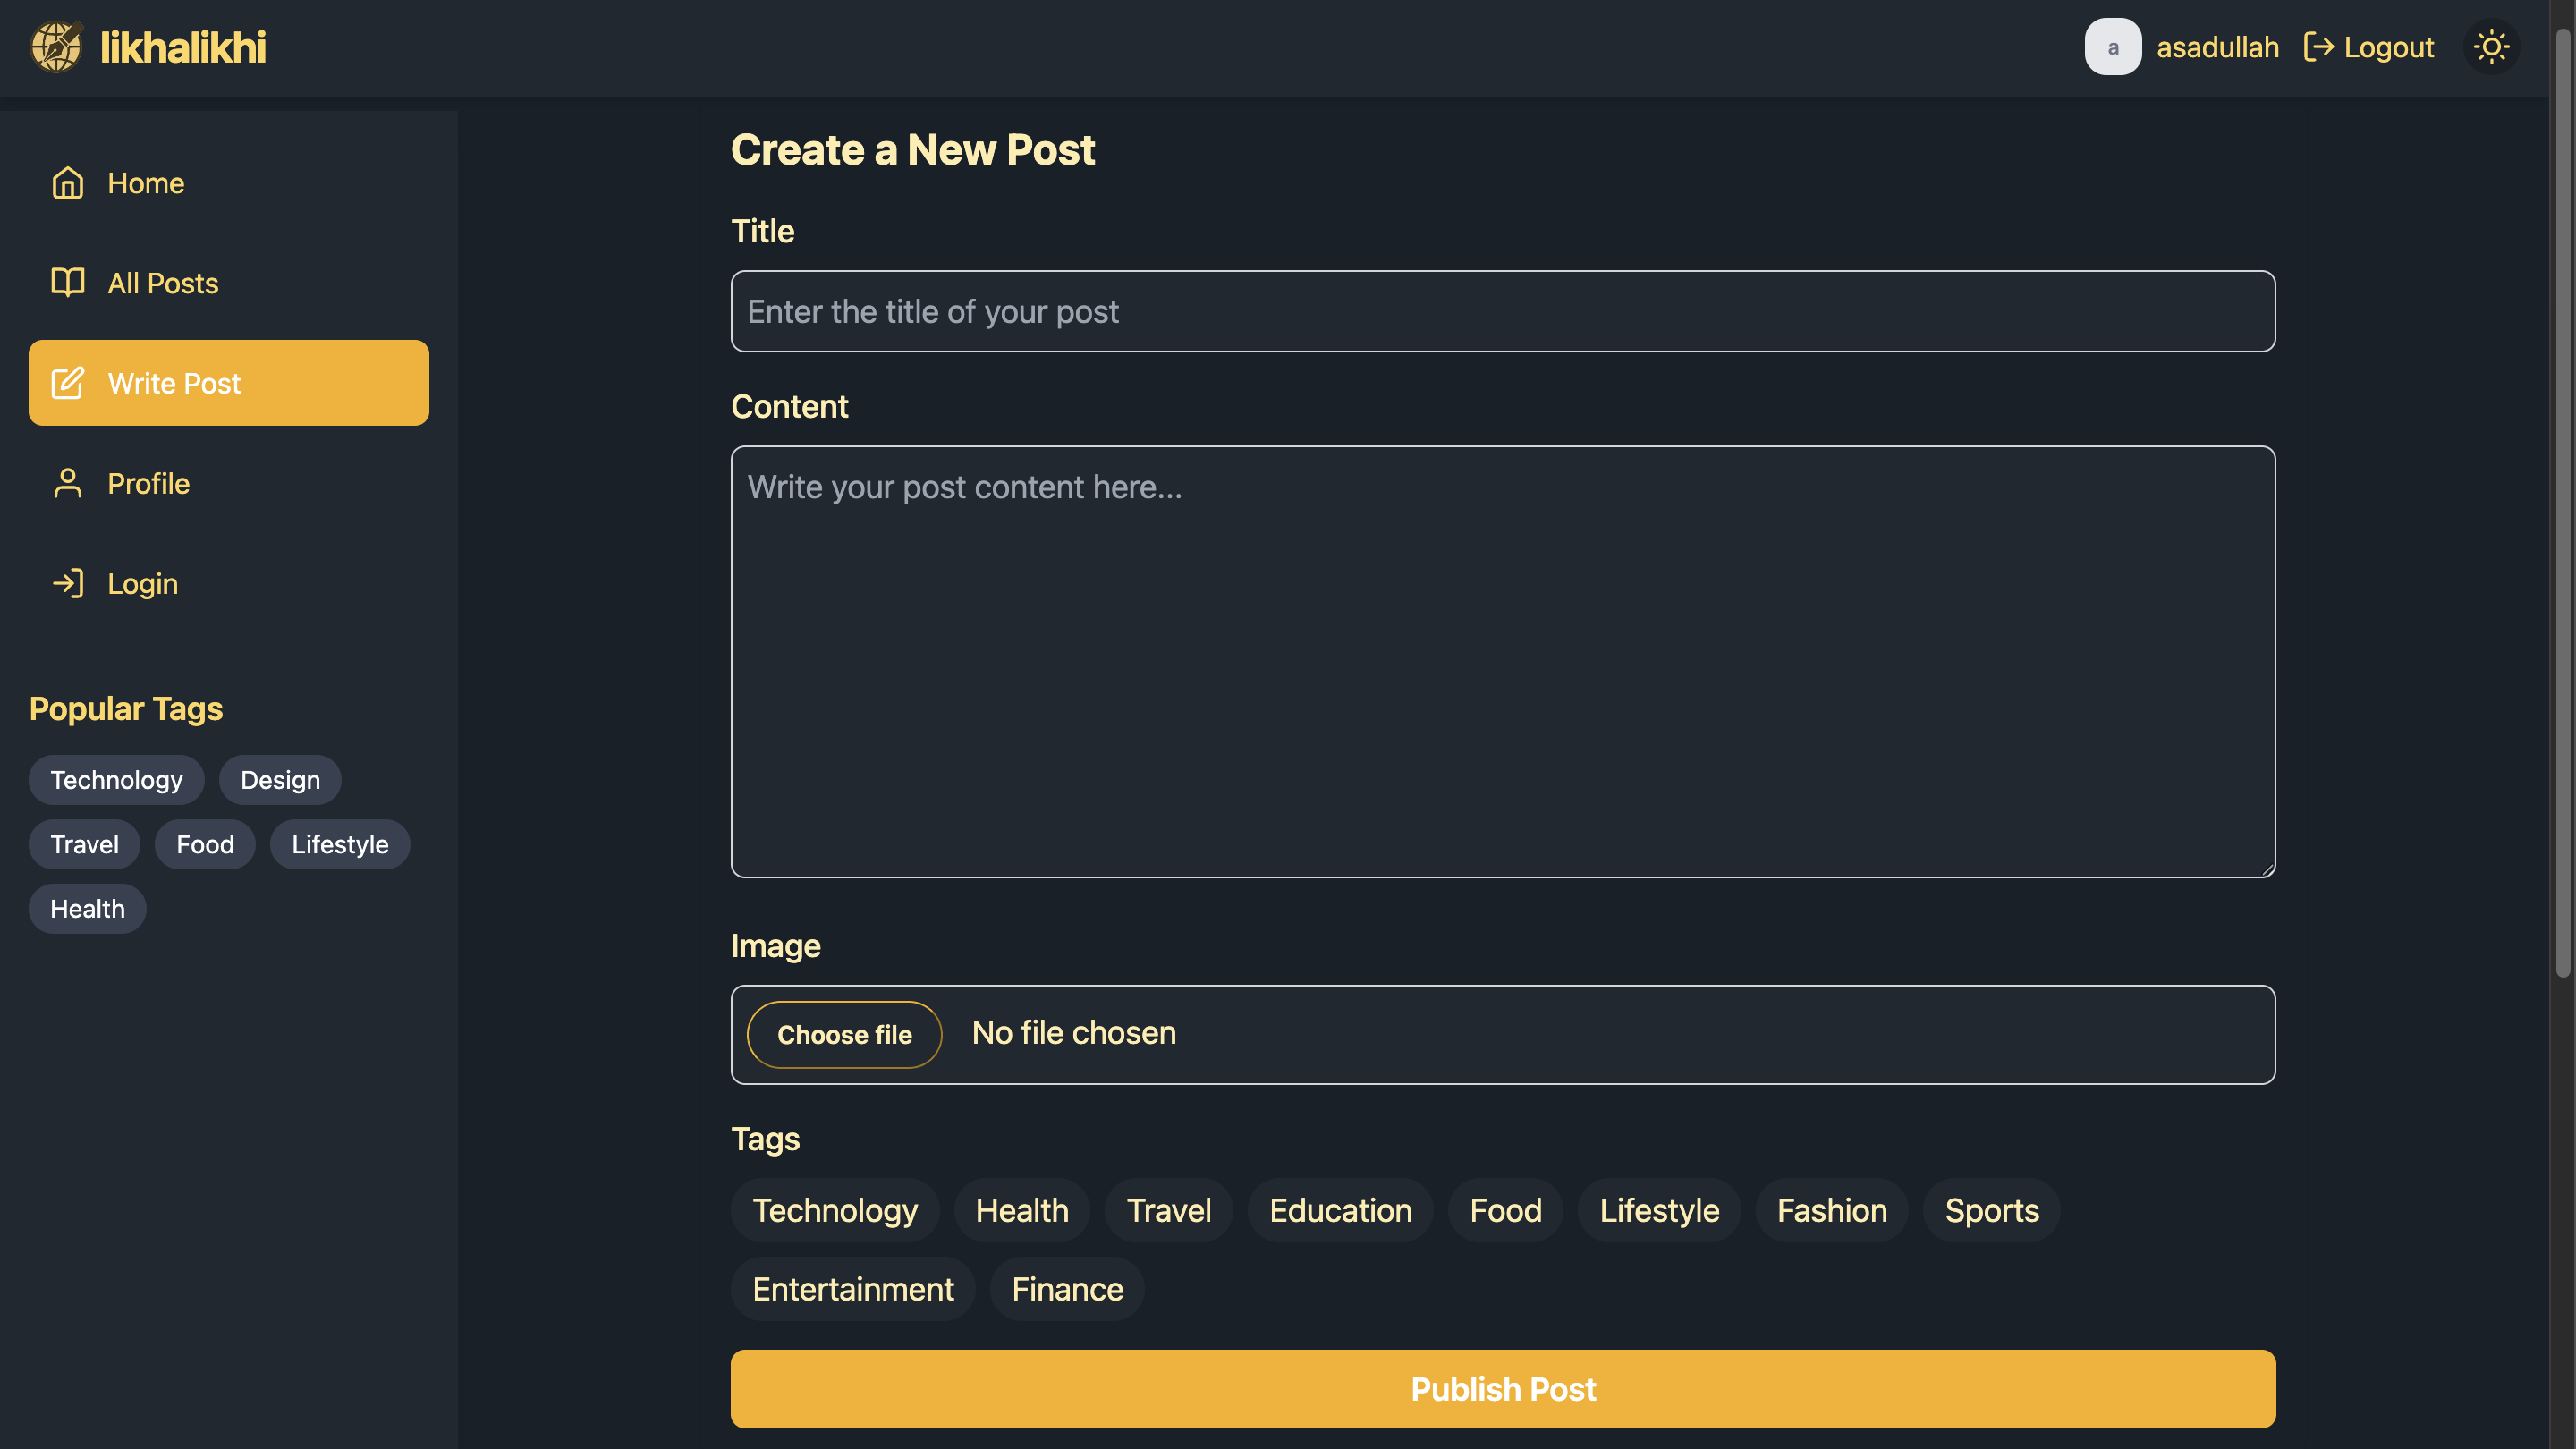 likhalikhi
a asadullah Logout
Home
All Posts
Write Post
Profile
Login
Popular Tags
Technology Design
Travel Food Lifestyle
Health
Create a New Post
Title
Enter the title of your post
Content
Write your post content here...
Image
Choose file No file chosen
Tags
Technology Health Travel Education Food Lifestyle Fashion Sports
Entertainment Finance
Publish Post